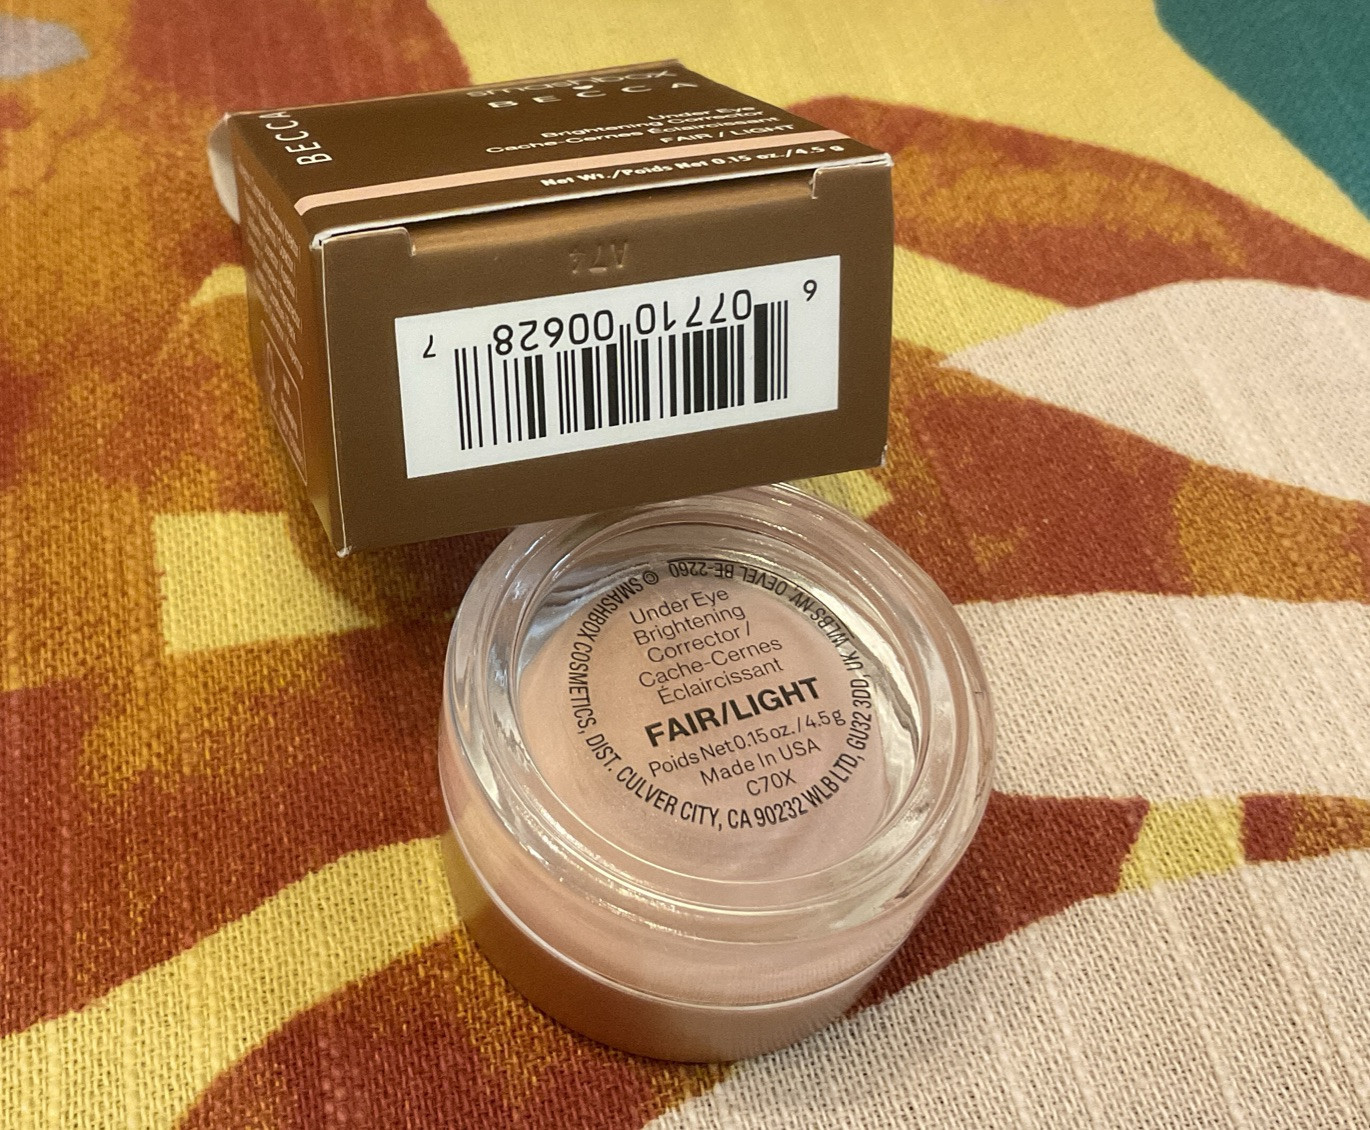 smashbox
BECCA
Under Eye
Brightening Corrector
Cache-Cernes Éclaircissant
FAIR / LIGHT
Net Wt./Poids Net 0.15 oz./4.5 g
BECCA
A74
6 07710 00628 7
© SMASHBOX COSMETICS, DIST. CULVER CITY, CA 90232 WLB LTD, GU32 3DD, UK. WLBS NV, DEVEL BE-2260
Under Eye
Brightening
Corrector /
Cache-Cernes
Éclaircissant
FAIR/LIGHT
Poids Net 0.15 oz. / 4.5 g
Made In USA
C70X